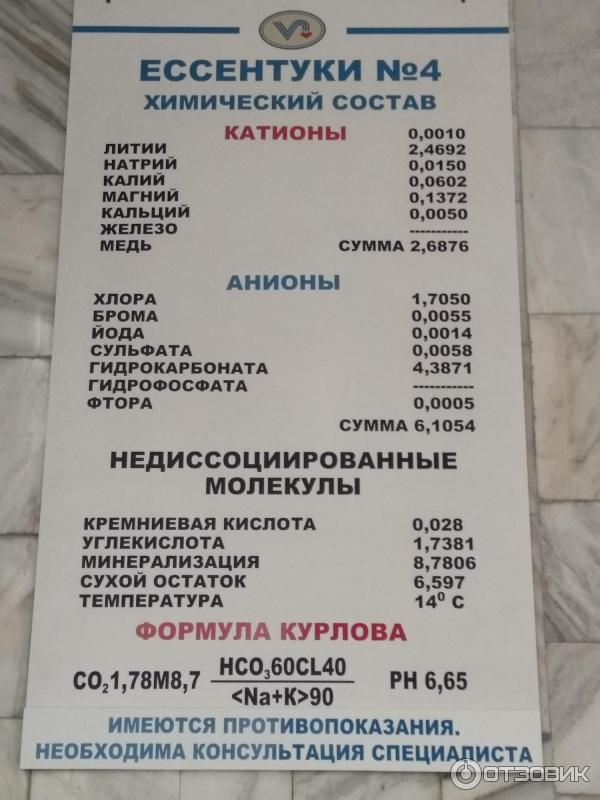 ЕССЕНТУКИ №4
ХИМИЧЕСКИЙ СОСТАВ
КАТИОНЫ 0,0010
ЛИТИИ 2,4692
НАТРИЙ 0,0150
КАЛИЙ 0,0602
МАГНИЙ 0,1372
КАЛЬЦИЙ 0,0050
ЖЕЛЕЗО -----------
МЕДЬ СУММА 2,6876
АНИОНЫ
ХЛОРА 1,7050
БРОМА 0,0055
ЙОДА 0,0014
СУЛЬФАТА 0,0058
ГИДРОКАРБОНАТА 4,3871
ГИДРОФОСФАТА -----------
ФТОРА 0,0005
СУММА 6,1054
НЕДИССОЦИИРОВАННЫЕ
МОЛЕКУЛЫ
КРЕМНИЕВАЯ КИСЛОТА 0,028
УГЛЕКИСЛОТА 1,7381
МИНЕРАЛИЗАЦИЯ 8,7806
СУХОЙ ОСТАТОК 6,597
ТЕМПЕРАТУРА 14⁰ С
ФОРМУЛА КУРЛОВА
HCO₃60CL40
CO₂1,78M8,7 PH 6,65
<Na+K>90
ИМЕЮТСЯ ПРОТИВОПОКАЗАНИЯ.
НЕОБХОДИМА КОНСУЛЬТАЦИЯ СПЕЦИАЛИСТА
ОТЗОВИК